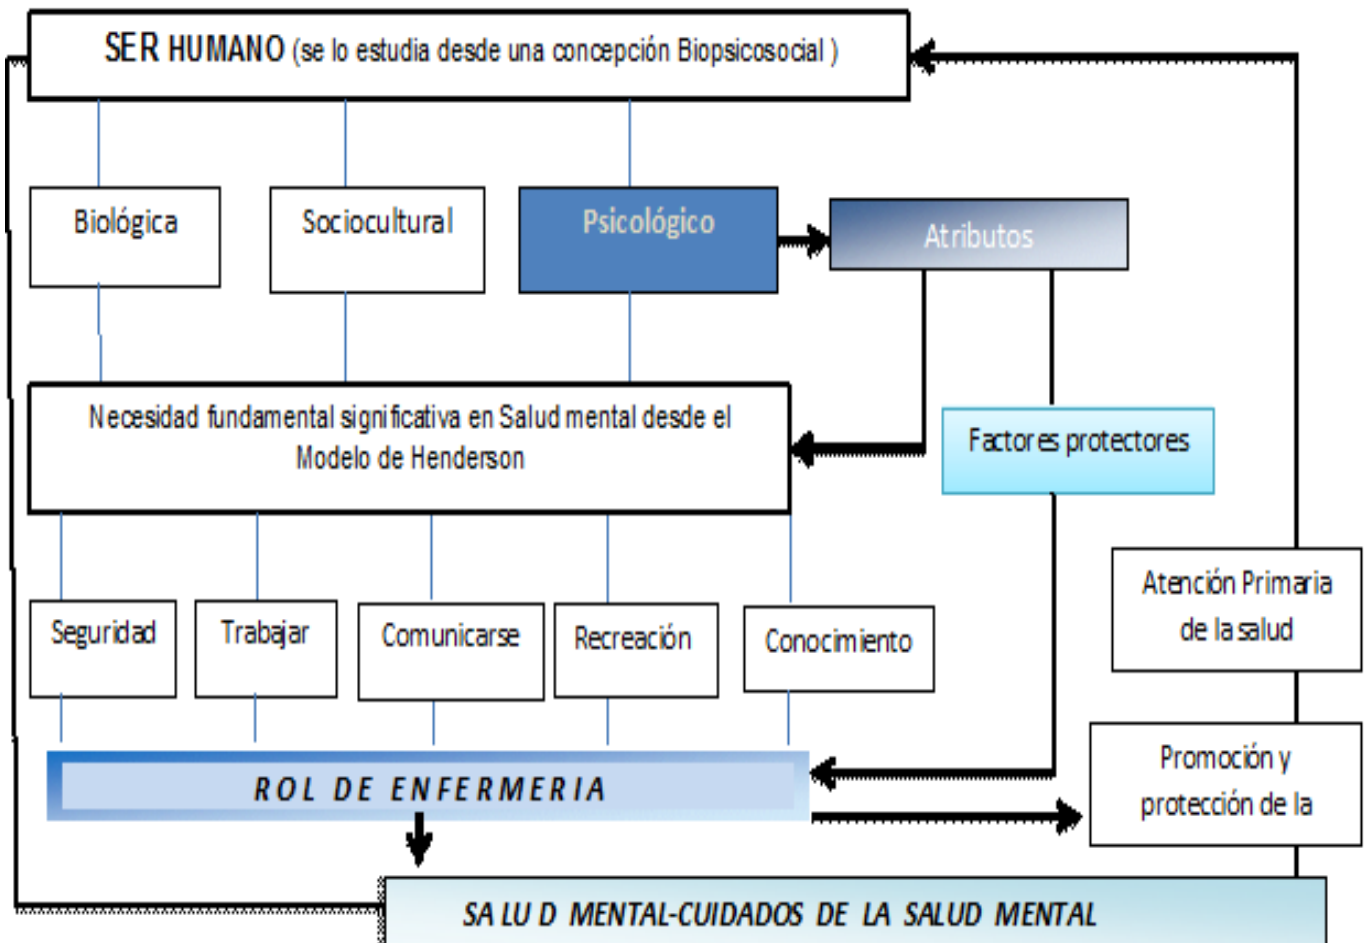 SER HUMANO (se lo estudia desde una concepción Biopsicosocial )
Biológica
Sociocultural
Psicológico
Atributos
Necesidad fundamental significativa en Salud mental desde el
Modelo de Henderson
Factores protectores
Atención Primaria
de la salud
Seguridad
Trabajar
Comunicarse
Recreación
Conocimiento
Promoción y
protección de la
ROL DE ENFERMERIA
SALUD MENTAL-CUIDADOS DE LA SALUD MENTAL